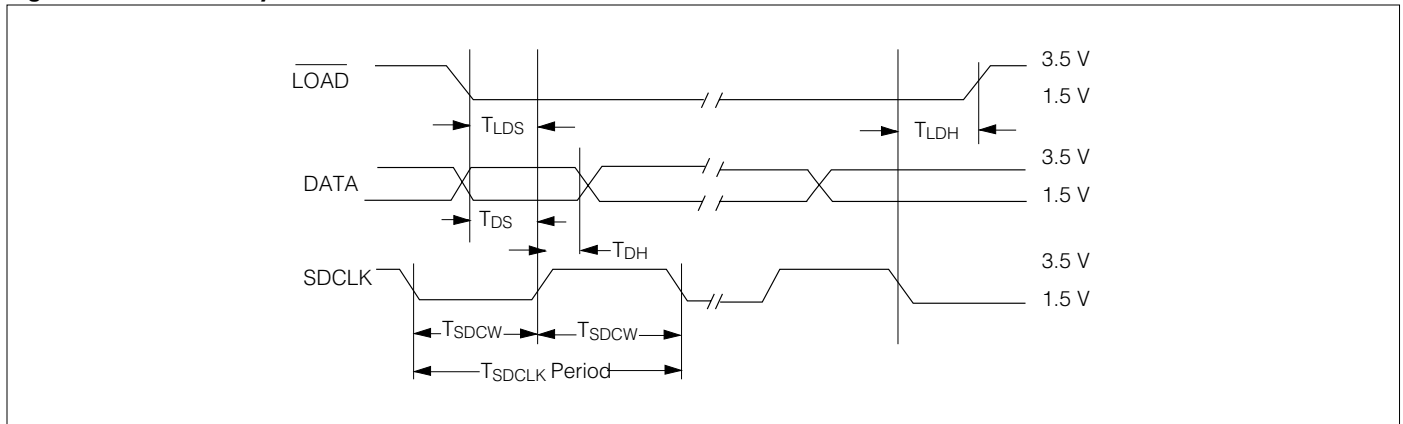 LOAD
3.5 V
1.5 V
TLDS
TLDH
DATA
3.5 V
1.5 V
TDS
TDH
SDCLK
3.5 V
1.5 V
TSDCW
TSDCW
TSDCLK Period